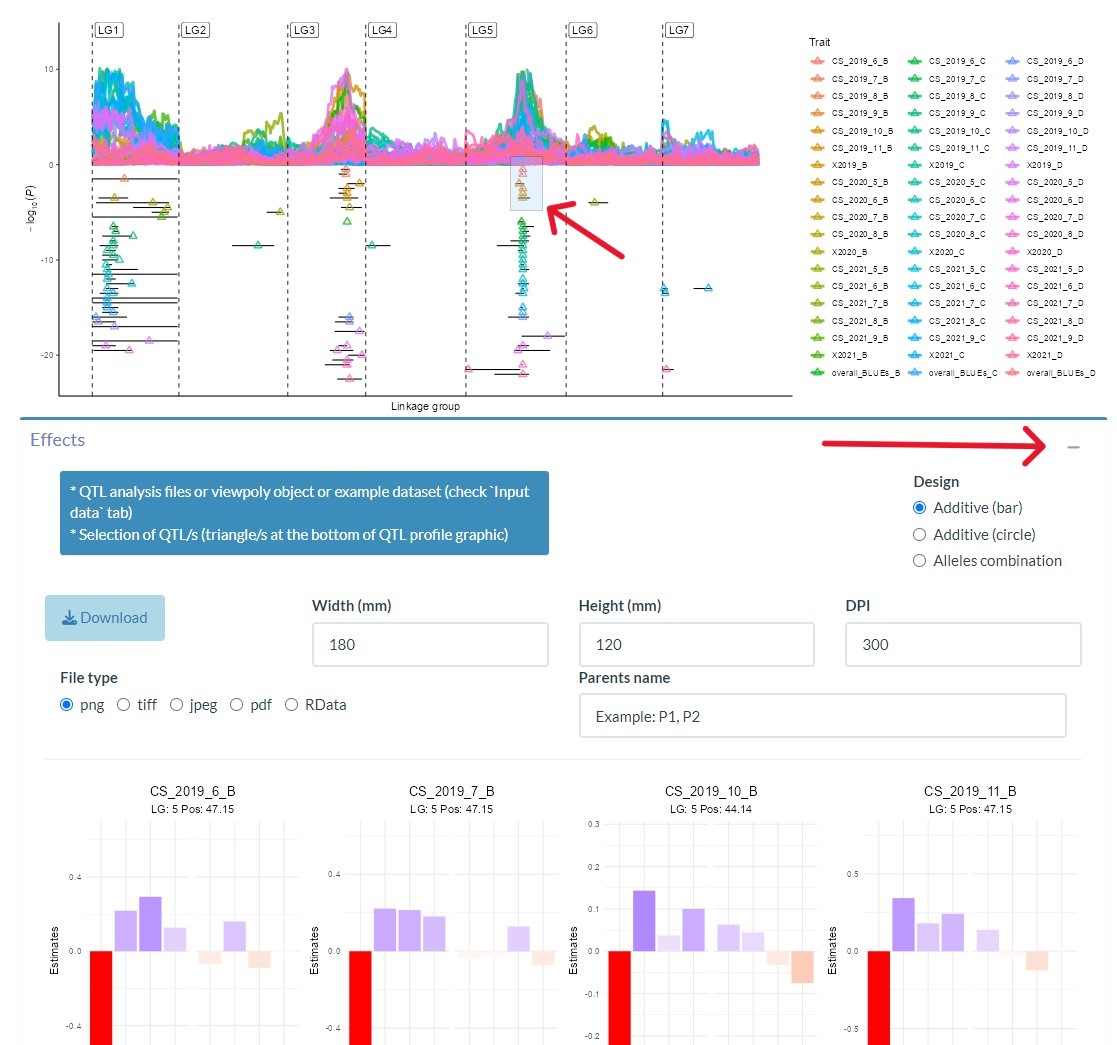 LG1 LG2 LG3 LG4 LG5 LG6 LG7
Trait
10
0
-10
-20
− log10(P)
Linkage group
CS_2019_6_B CS_2019_6_C CS_2019_6_D
CS_2019_7_B CS_2019_7_C CS_2019_7_D
CS_2019_8_B CS_2019_8_C CS_2019_8_D
CS_2019_9_B CS_2019_9_C CS_2019_9_D
CS_2019_10_B CS_2019_10_C CS_2019_10_D
CS_2019_11_B CS_2019_11_C CS_2019_11_D
X2019_B X2019_C X2019_D
CS_2020_5_B CS_2020_5_C CS_2020_5_D
CS_2020_6_B CS_2020_6_C CS_2020_6_D
CS_2020_7_B CS_2020_7_C CS_2020_7_D
CS_2020_8_B CS_2020_8_C CS_2020_8_D
X2020_B X2020_C X2020_D
CS_2021_5_B CS_2021_5_C CS_2021_5_D
CS_2021_6_B CS_2021_6_C CS_2021_6_D
CS_2021_7_B CS_2021_7_C CS_2021_7_D
CS_2021_8_B CS_2021_8_C CS_2021_8_D
CS_2021_9_B CS_2021_9_C CS_2021_9_D
X2021_B X2021_C X2021_D
overall_BLUEs_B overall_BLUEs_C overall_BLUEs_D
Effects
* QTL analysis files or viewpoly object or example dataset (check `Input
data` tab)
* Selection of QTL/s (triangle/s at the bottom of QTL profile graphic)
Design
Additive (bar)
Additive (circle)
Alleles combination
Download
Width (mm)
180
Height (mm)
120
DPI
300
File type
png tiff jpeg pdf RData
Parents name
Example: P1, P2
CS_2019_6_B
LG: 5 Pos: 47.15
Estimates
0.4
0.0
-0.4
CS_2019_7_B
LG: 5 Pos: 47.15
Estimates
0.4
0.0
-0.4
CS_2019_10_B
LG: 5 Pos: 44.14
Estimates
0.3
0.2
0.1
0.0
-0.1
-0.2
CS_2019_11_B
LG: 5 Pos: 47.15
Estimates
0.5
0.0
-0.5